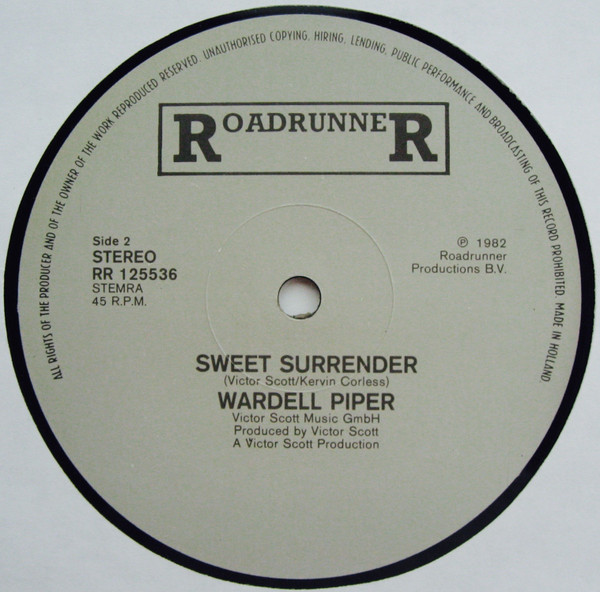 ALL RIGHTS OF THE PRODUCER AND OF THE OWNER OF THE WORK REPRODUCED RESERVED. UNAUTHORISED COPYING, HIRING, LENDING, PUBLIC PERFORMANCE AND BROADCASTING OF THIS RECORD PROHIBITED. MADE IN HOLLAND
ROADRUNNER
Side 2
STEREO
RR 125536
STEMRA
45 R.P.M.
℗ 1982
Roadrunner
Productions B.V.
SWEET SURRENDER
(Victor Scott/Kervin Corless)
WARDELL PIPER
Victor Scott Music GmbH
Produced by Victor Scott
A Victor Scott Production